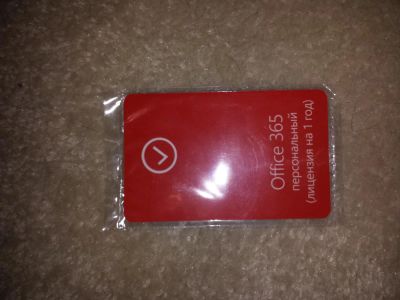 Office 365
персональный
(лицензия на 1 год)